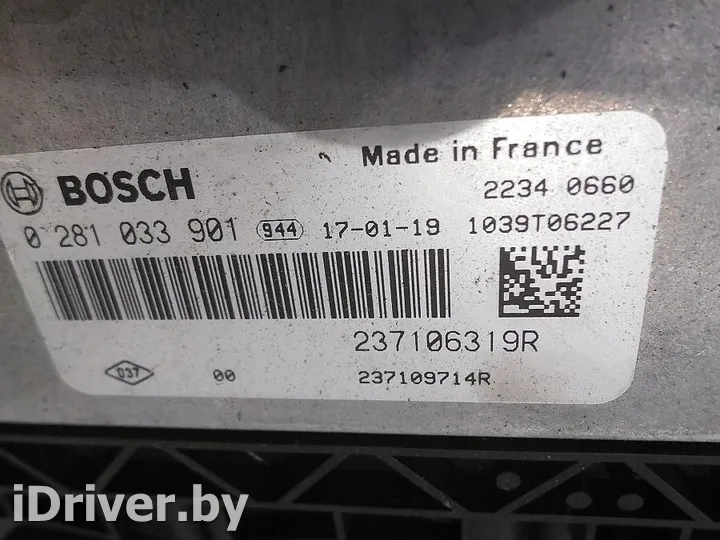 Made in France
BOSCH
2234 0660
0 281 033 901 944 17-01-19 1039T06227
237106319R
037 00 237109714R
iDriver.by